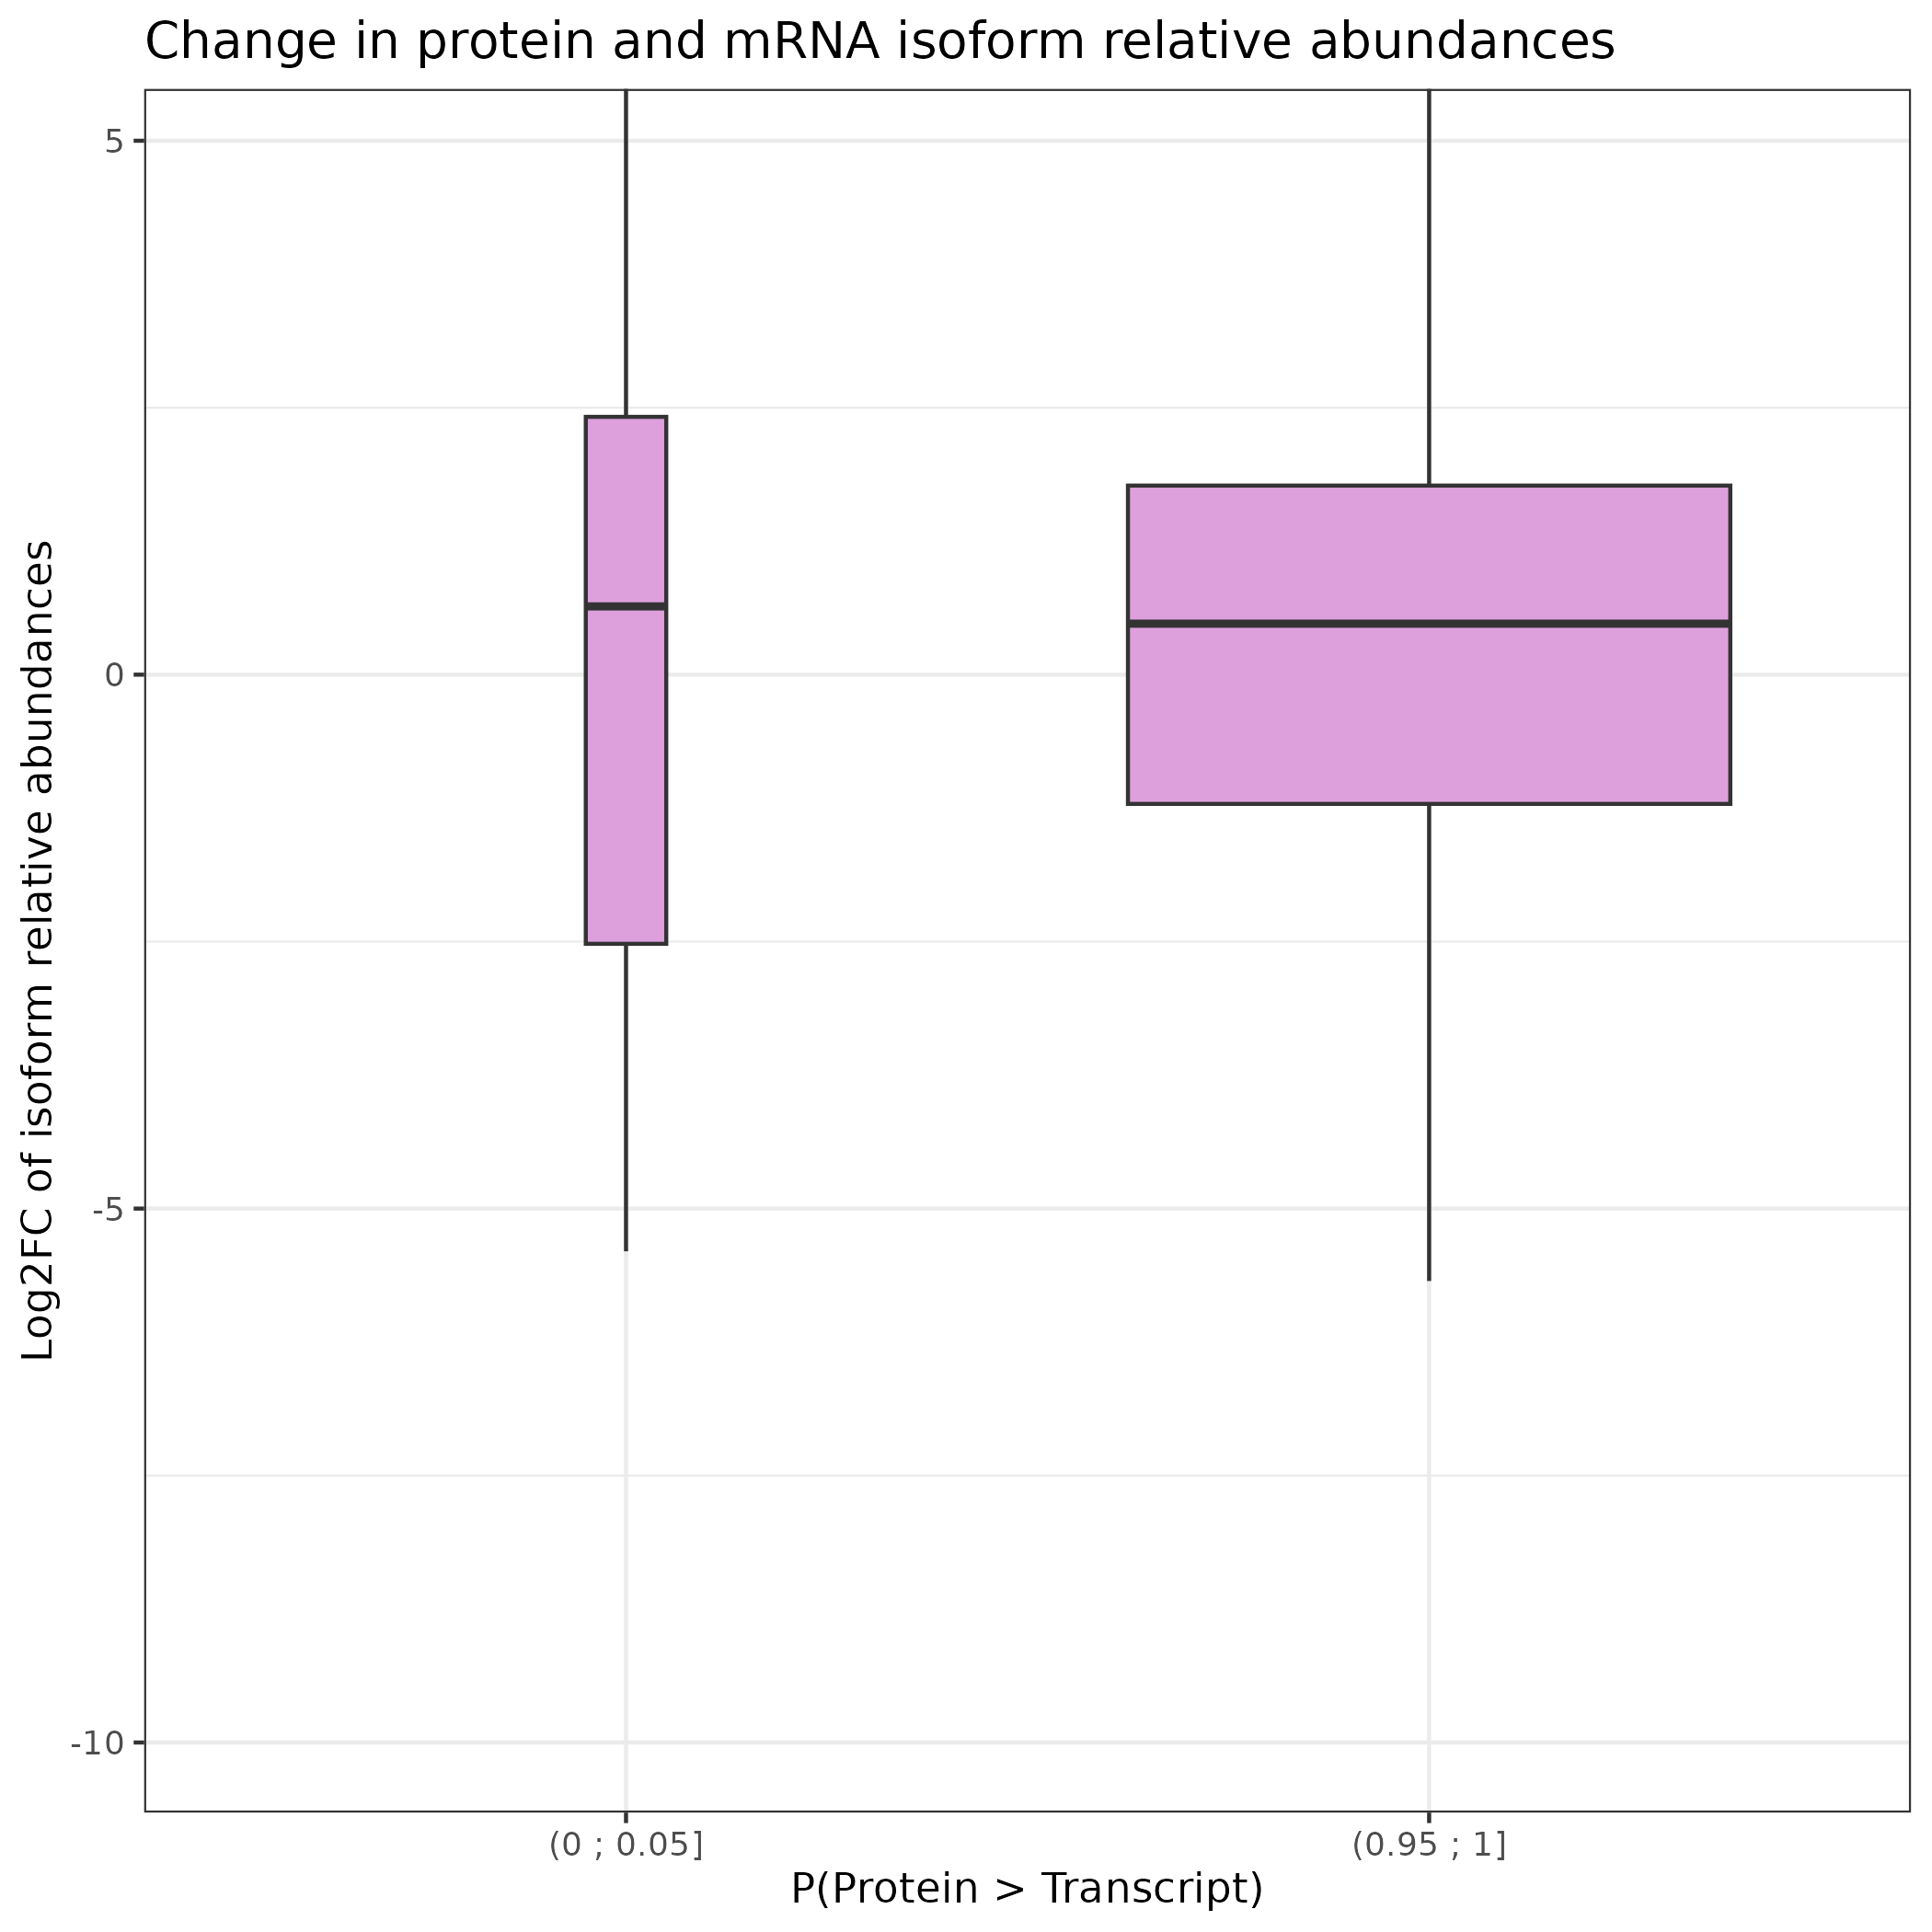 Change in protein and mRNA isoform relative abundances
Log2FC of isoform relative abundances
5
0
-5
-10
(0 ; 0.05]
(0.95 ; 1]
P(Protein > Transcript)